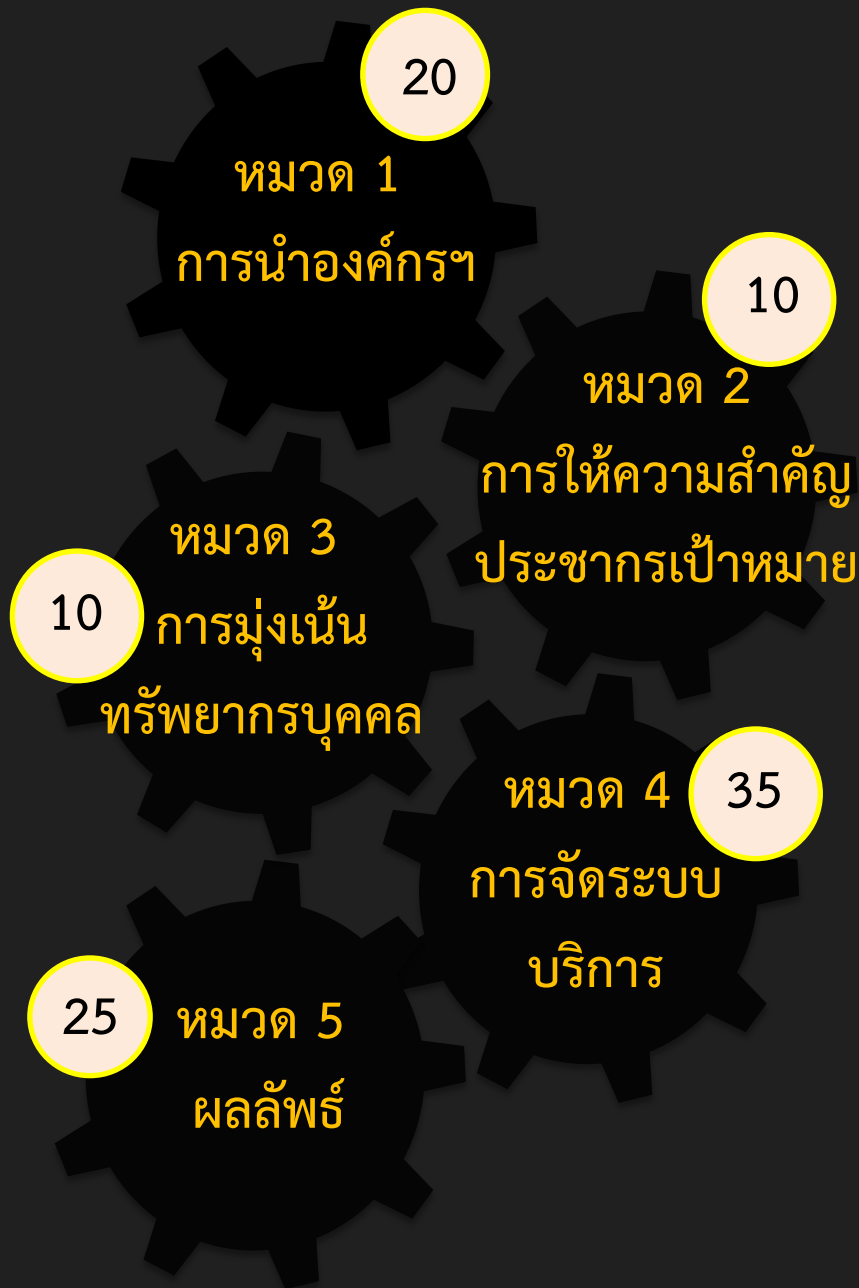 20
หมวด 1
การนำองค์กรฯ
10
หมวด 2
การให้ความสำคัญ
ประชากรเป้าหมาย
หมวด 3
10
การมุ่งเน้น
ทรัพยากรบุคคล
หมวด 4
35
การจัดระบบ
บริการ
25
หมวด 5
ผลลัพธ์